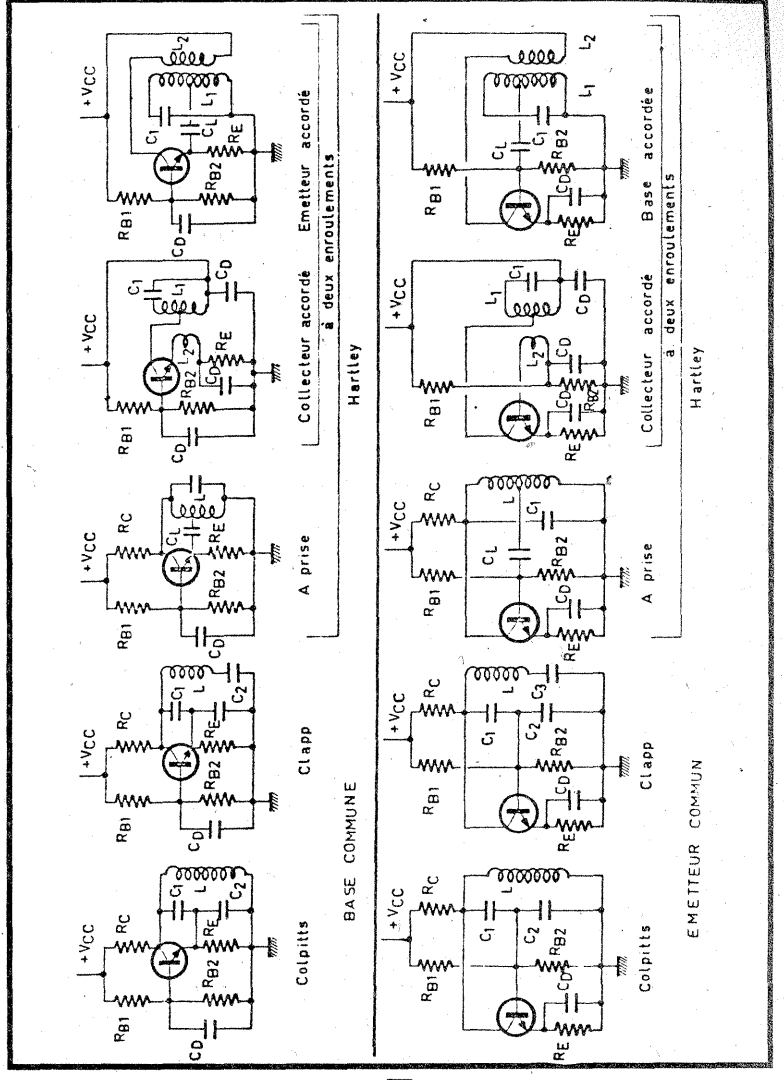 +VCC
RB1
RC
C1
L
CD
RB2
RE
C2
Colpitts
+VCC
RB1
RC
C1
L
CD
RB2
RE
C2
Clapp
+VCC
RB1
RC
L
CL
CD
RB2
RE
A prise
+VCC
RB1
C1
L1
L2
CD
RB2
CD
RE
CD
Collecteur accordé
+VCC
RB1
C1
L1
L2
CL
CD
RB2
RE
Emetteur accordé
à deux enroulements
Hartley
BASE COMMUNE
+VCC
RB1
RC
C1
L
C2
RE
CD
RB2
Colpitts
+VCC
RB1
RC
C1
L
C2
C3
RE
CD
RB2
Clapp
+VCC
RB1
RC
L
CL
C1
RE
CD
RB2
A prise
+VCC
RB1
L1
C1
L2
RE
CD
RB2
CD
CD
Collecteur accordé
+VCC
RB1
L1
L2
CL
C1
RE
CD
RB2
Base accordée
à deux enroulements
Hartley
EMETTEUR COMMUN